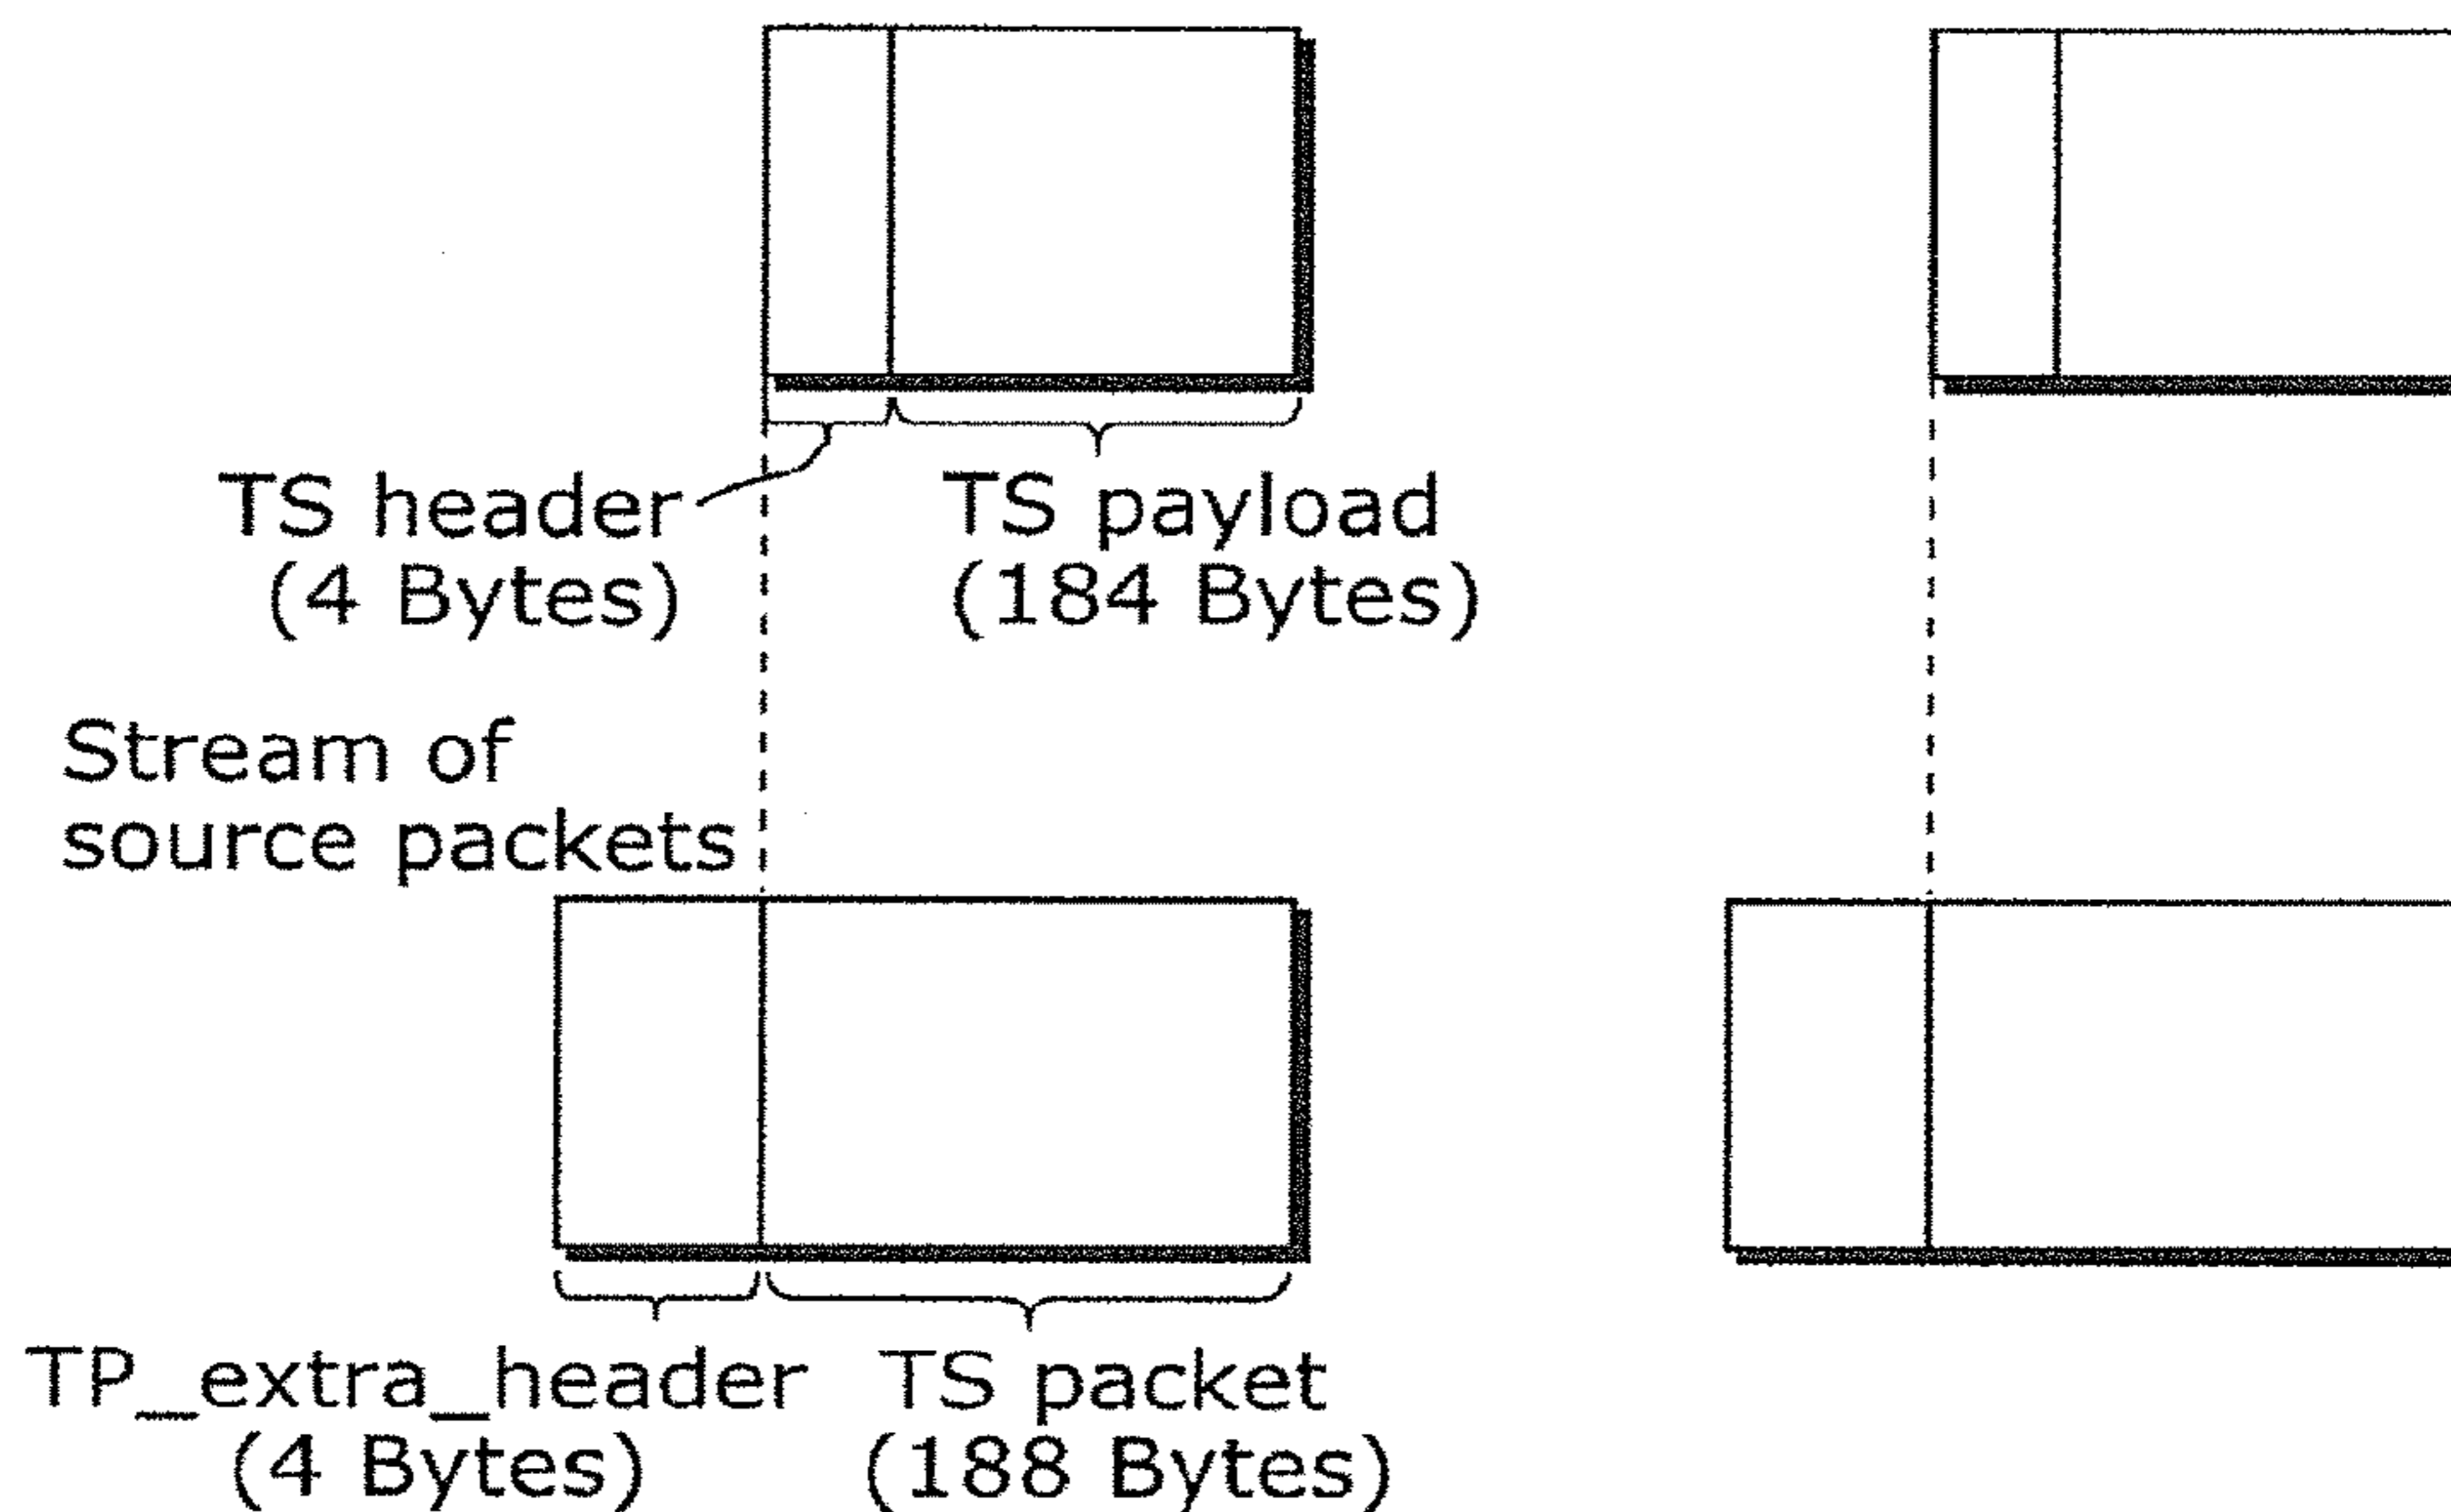 TS header
(4 Bytes)
TS payload
(184 Bytes)
Stream of
source packets
TP_extra_header
(4 Bytes)
TS packet
(188 Bytes)